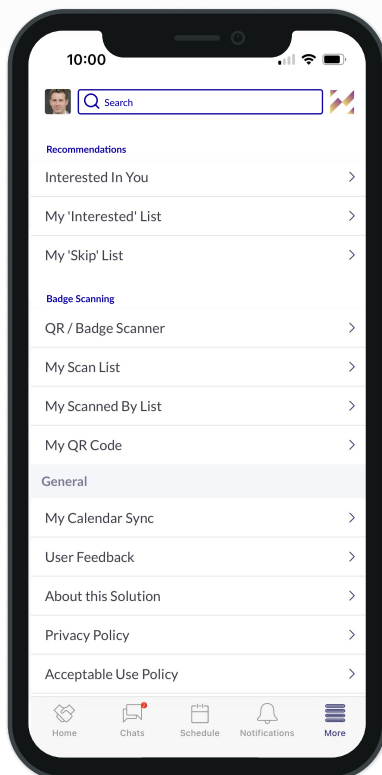 10:00
Search
Recommendations
Interested In You
My 'Interested' List
My 'Skip' List
Badge Scanning
QR / Badge Scanner
My Scan List
My Scanned By List
My QR Code
General
My Calendar Sync
User Feedback
About this Solution
Privacy Policy
Acceptable Use Policy
Home Chats Schedule Notifications More